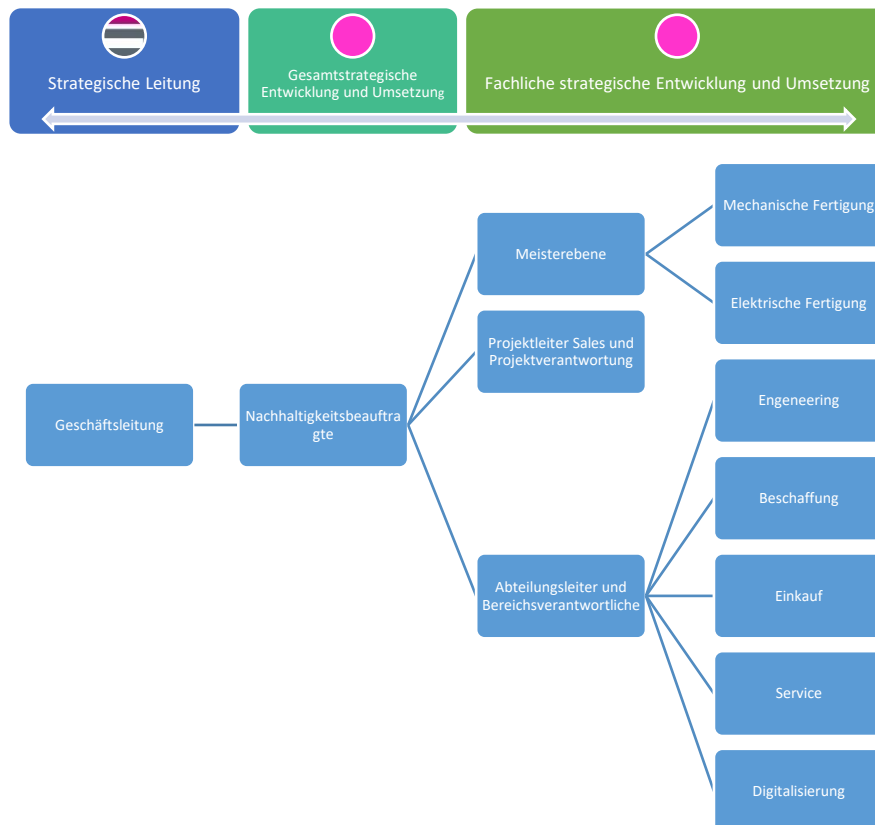 Strategische Leitung
Gesamtstrategische
Entwicklung und Umsetzung
Fachliche strategische Entwicklung und Umsetzung
Mechanische Fertigung
Meisterebene
Elektrische Fertigung
Projektleiter Sales und
Projektverantwortung
Geschäftsleitung
Nachhaltigkeitsbeauftra
gte
Engeneering
Beschaffung
Abteilungsleiter und
Bereichsverantwortliche
Einkauf
Service
Digitalisierung